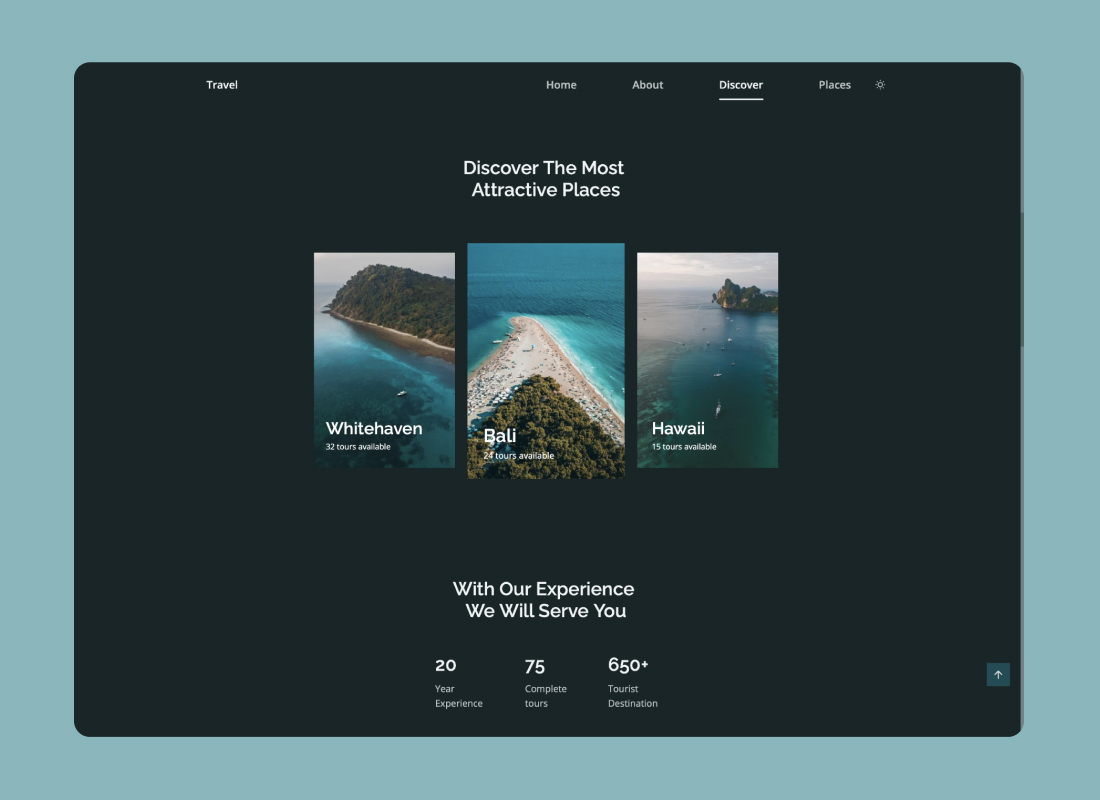 Travel
Home
About
Discover
Places
Discover The Most
Attractive Places
Whitehaven
32 tours available
Bali
24 tours available
Hawaii
15 tours available
With Our Experience
We Will Serve You
20
Year
Experience
75
Complete
tours
650+
Tourist
Destination